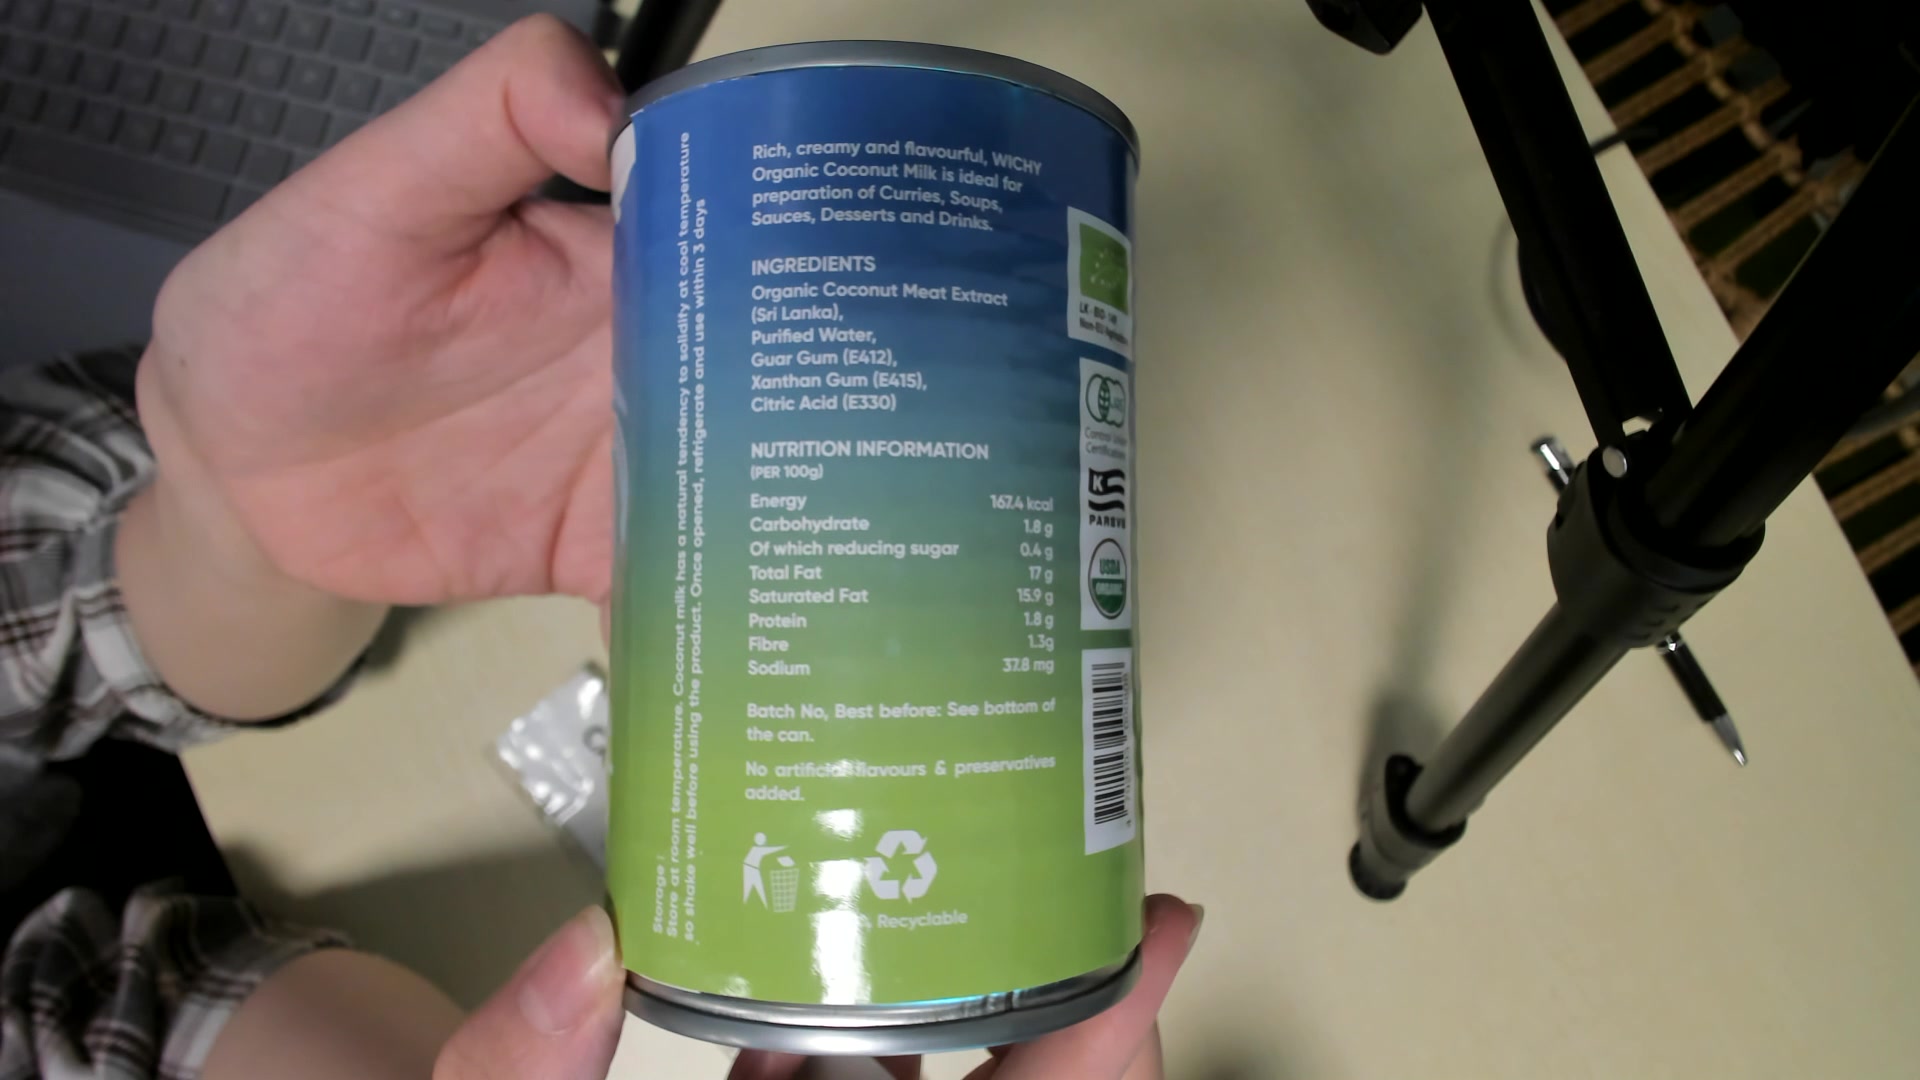 Rich, creamy and flavourful, WICHY
Organic Coconut Milk is ideal for
preparation of Curries, Soups,
Sauces, Desserts and Drinks.
INGREDIENTS
Organic Coconut Meat Extract
(Sri Lanka),
Purified Water,
Guar Gum (E412),
Xanthan Gum (E415),
Citric Acid (E330)
NUTRITION INFORMATION
(PER 100g)
Energy 167.4 kcal
Carbohydrate 1.8 g
Of which reducing sugar 0.4 g
Total Fat 17 g
Saturated Fat 15.9 g
Protein 1.8 g
Fibre 1.3g
Sodium 37.8 mg
Batch No, Best before: See bottom of
the can.
No artificial flavours & preservatives
added.
Recyclable
Storage :
Store at room temperature. Coconut milk has a natural tendency to solidify at cool temperature
so shake well before using the product. Once opened, refrigerate and use within 3 days
Non-EU
Control
K
PAREVE
USDA
ORGANIC